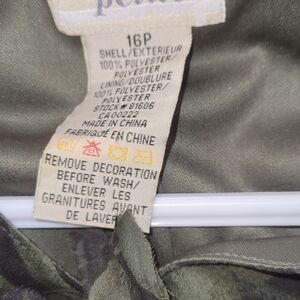 16P
SHELL/EXTERIEUR
100% POLYESTER/
POLYESTER
LINING/DOUBLURE
100% POLYESTER/
POLYESTER
STOCK# 81606
CA00222
MADE IN CHINA
FABRIQUÉ EN CHINE
REMOVE DECORATION
BEFORE WASH/
ENLEVER LES
GRANITURES AVANT
DE LAVER